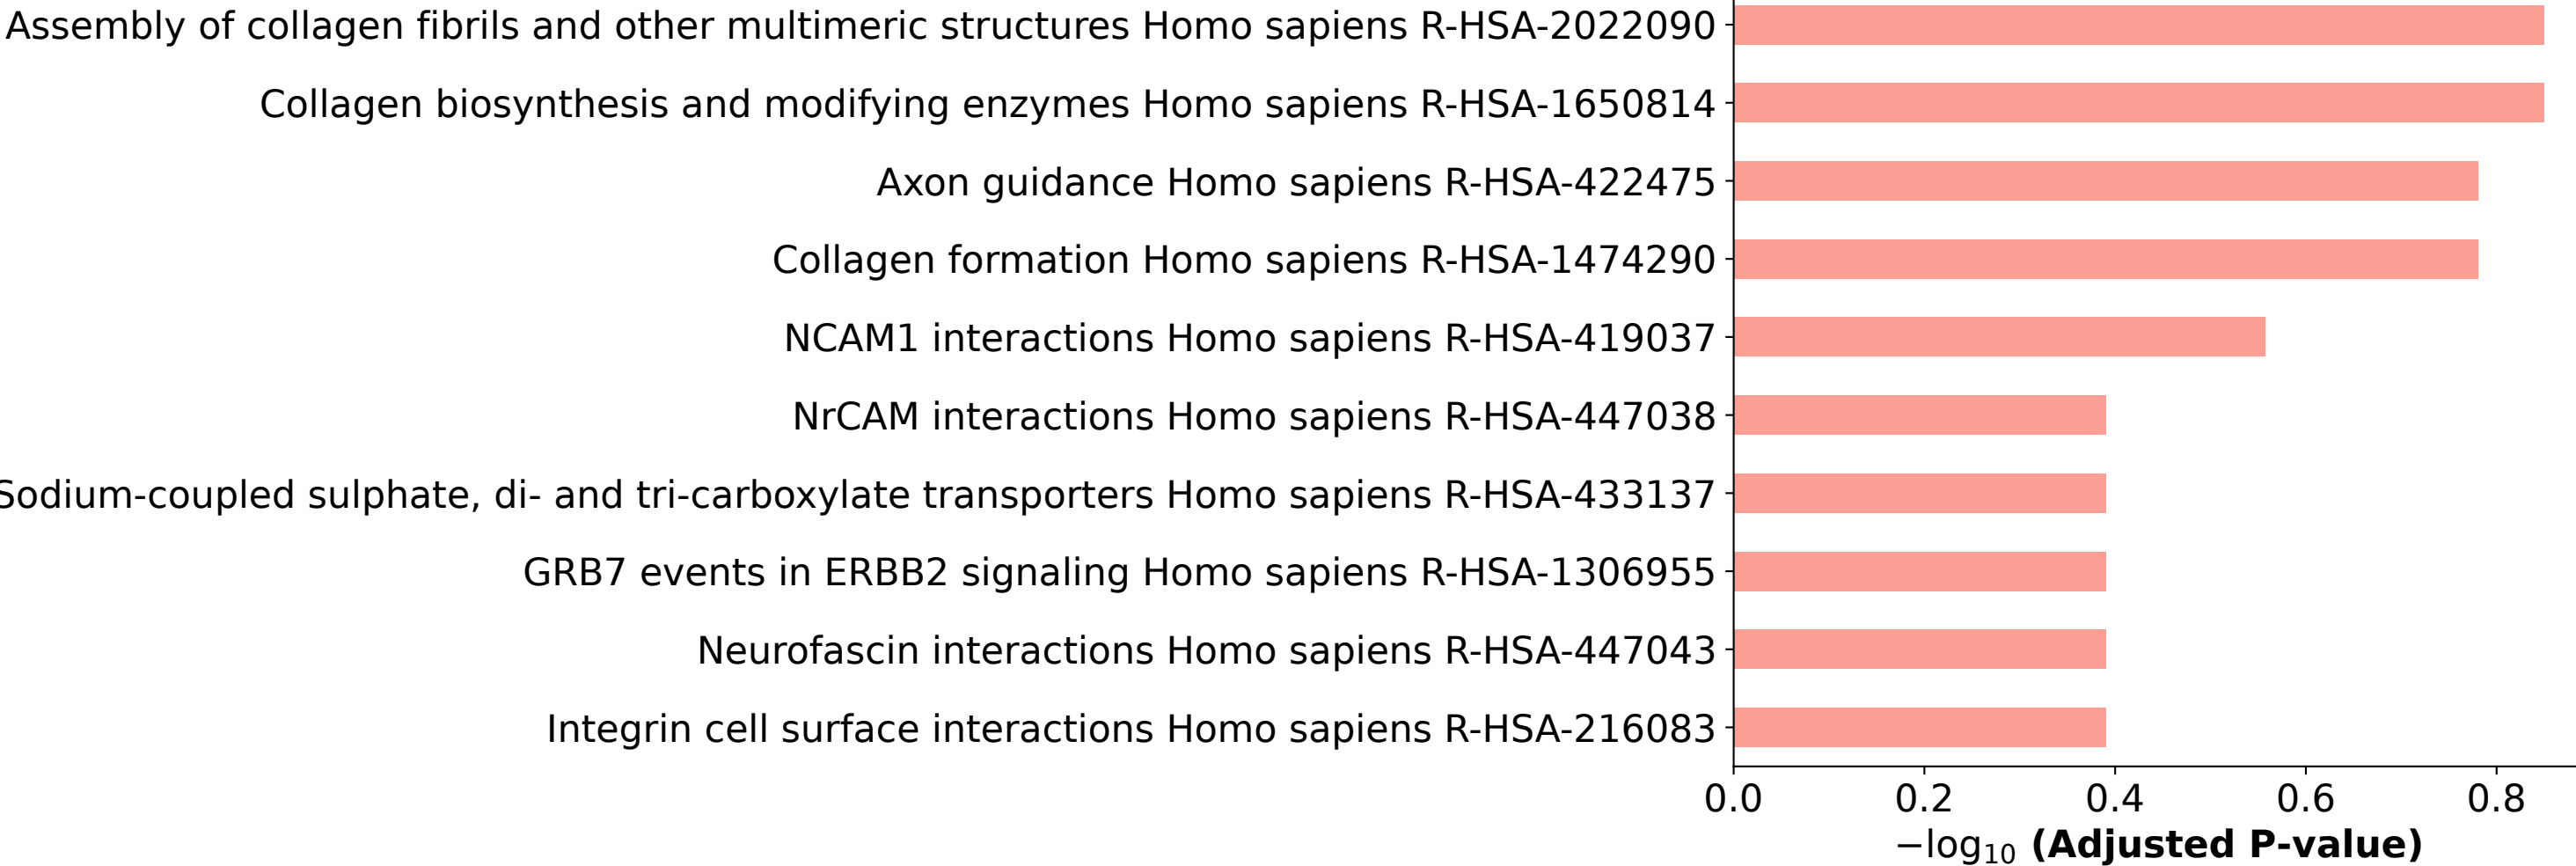 Assembly of collagen fibrils and other multimeric structures Homo sapiens R-HSA-2022090
Collagen biosynthesis and modifying enzymes Homo sapiens R-HSA-1650814
Axon guidance Homo sapiens R-HSA-422475
Collagen formation Homo sapiens R-HSA-1474290
NCAM1 interactions Homo sapiens R-HSA-419037
NrCAM interactions Homo sapiens R-HSA-447038
Sodium-coupled sulphate, di- and tri-carboxylate transporters Homo sapiens R-HSA-433137
GRB7 events in ERBB2 signaling Homo sapiens R-HSA-1306955
Neurofascin interactions Homo sapiens R-HSA-447043
Integrin cell surface interactions Homo sapiens R-HSA-216083
0.0 0.2 0.4 0.6 0.8
−log₁₀ (Adjusted P-value)